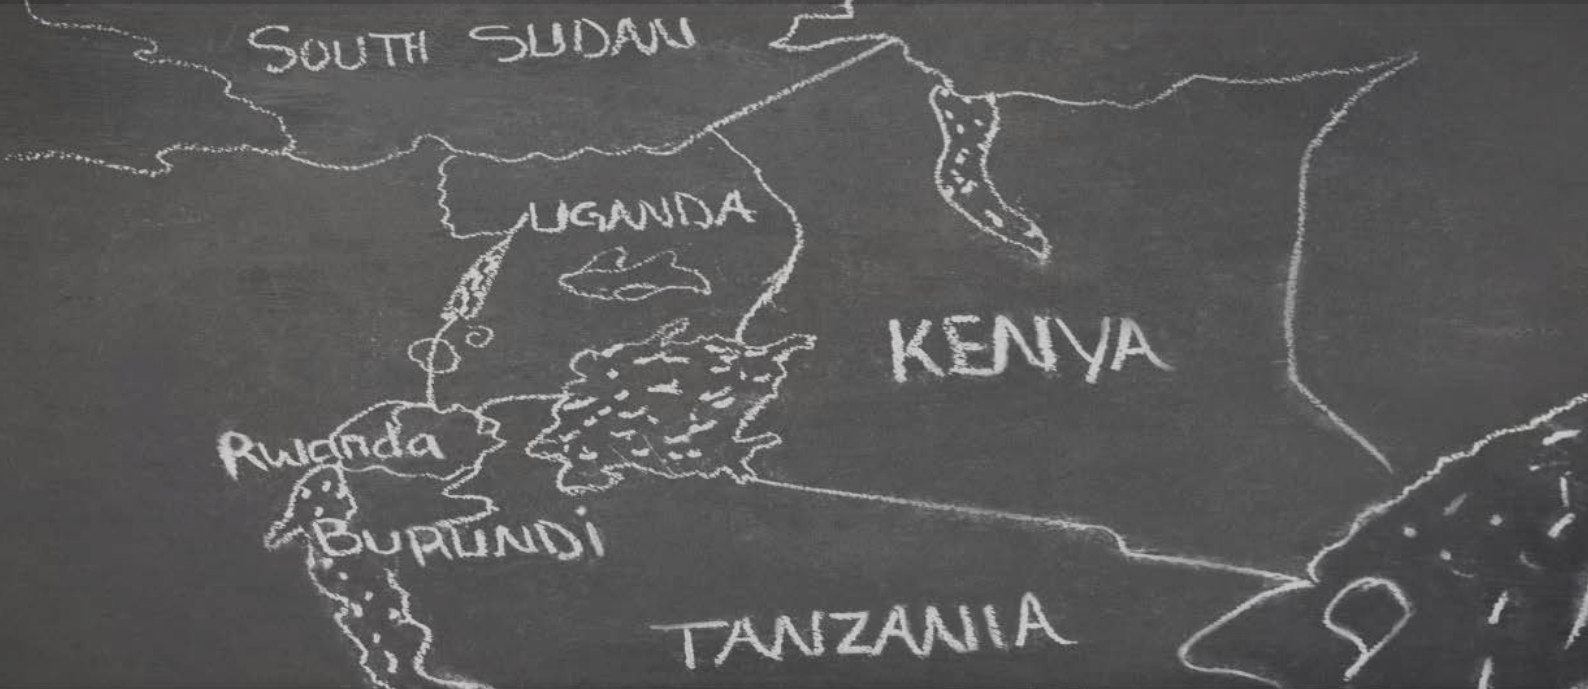 SOUTH SUDAN
UGANDA
KENYA
Rwanda
BURUNDi
TANZANIA